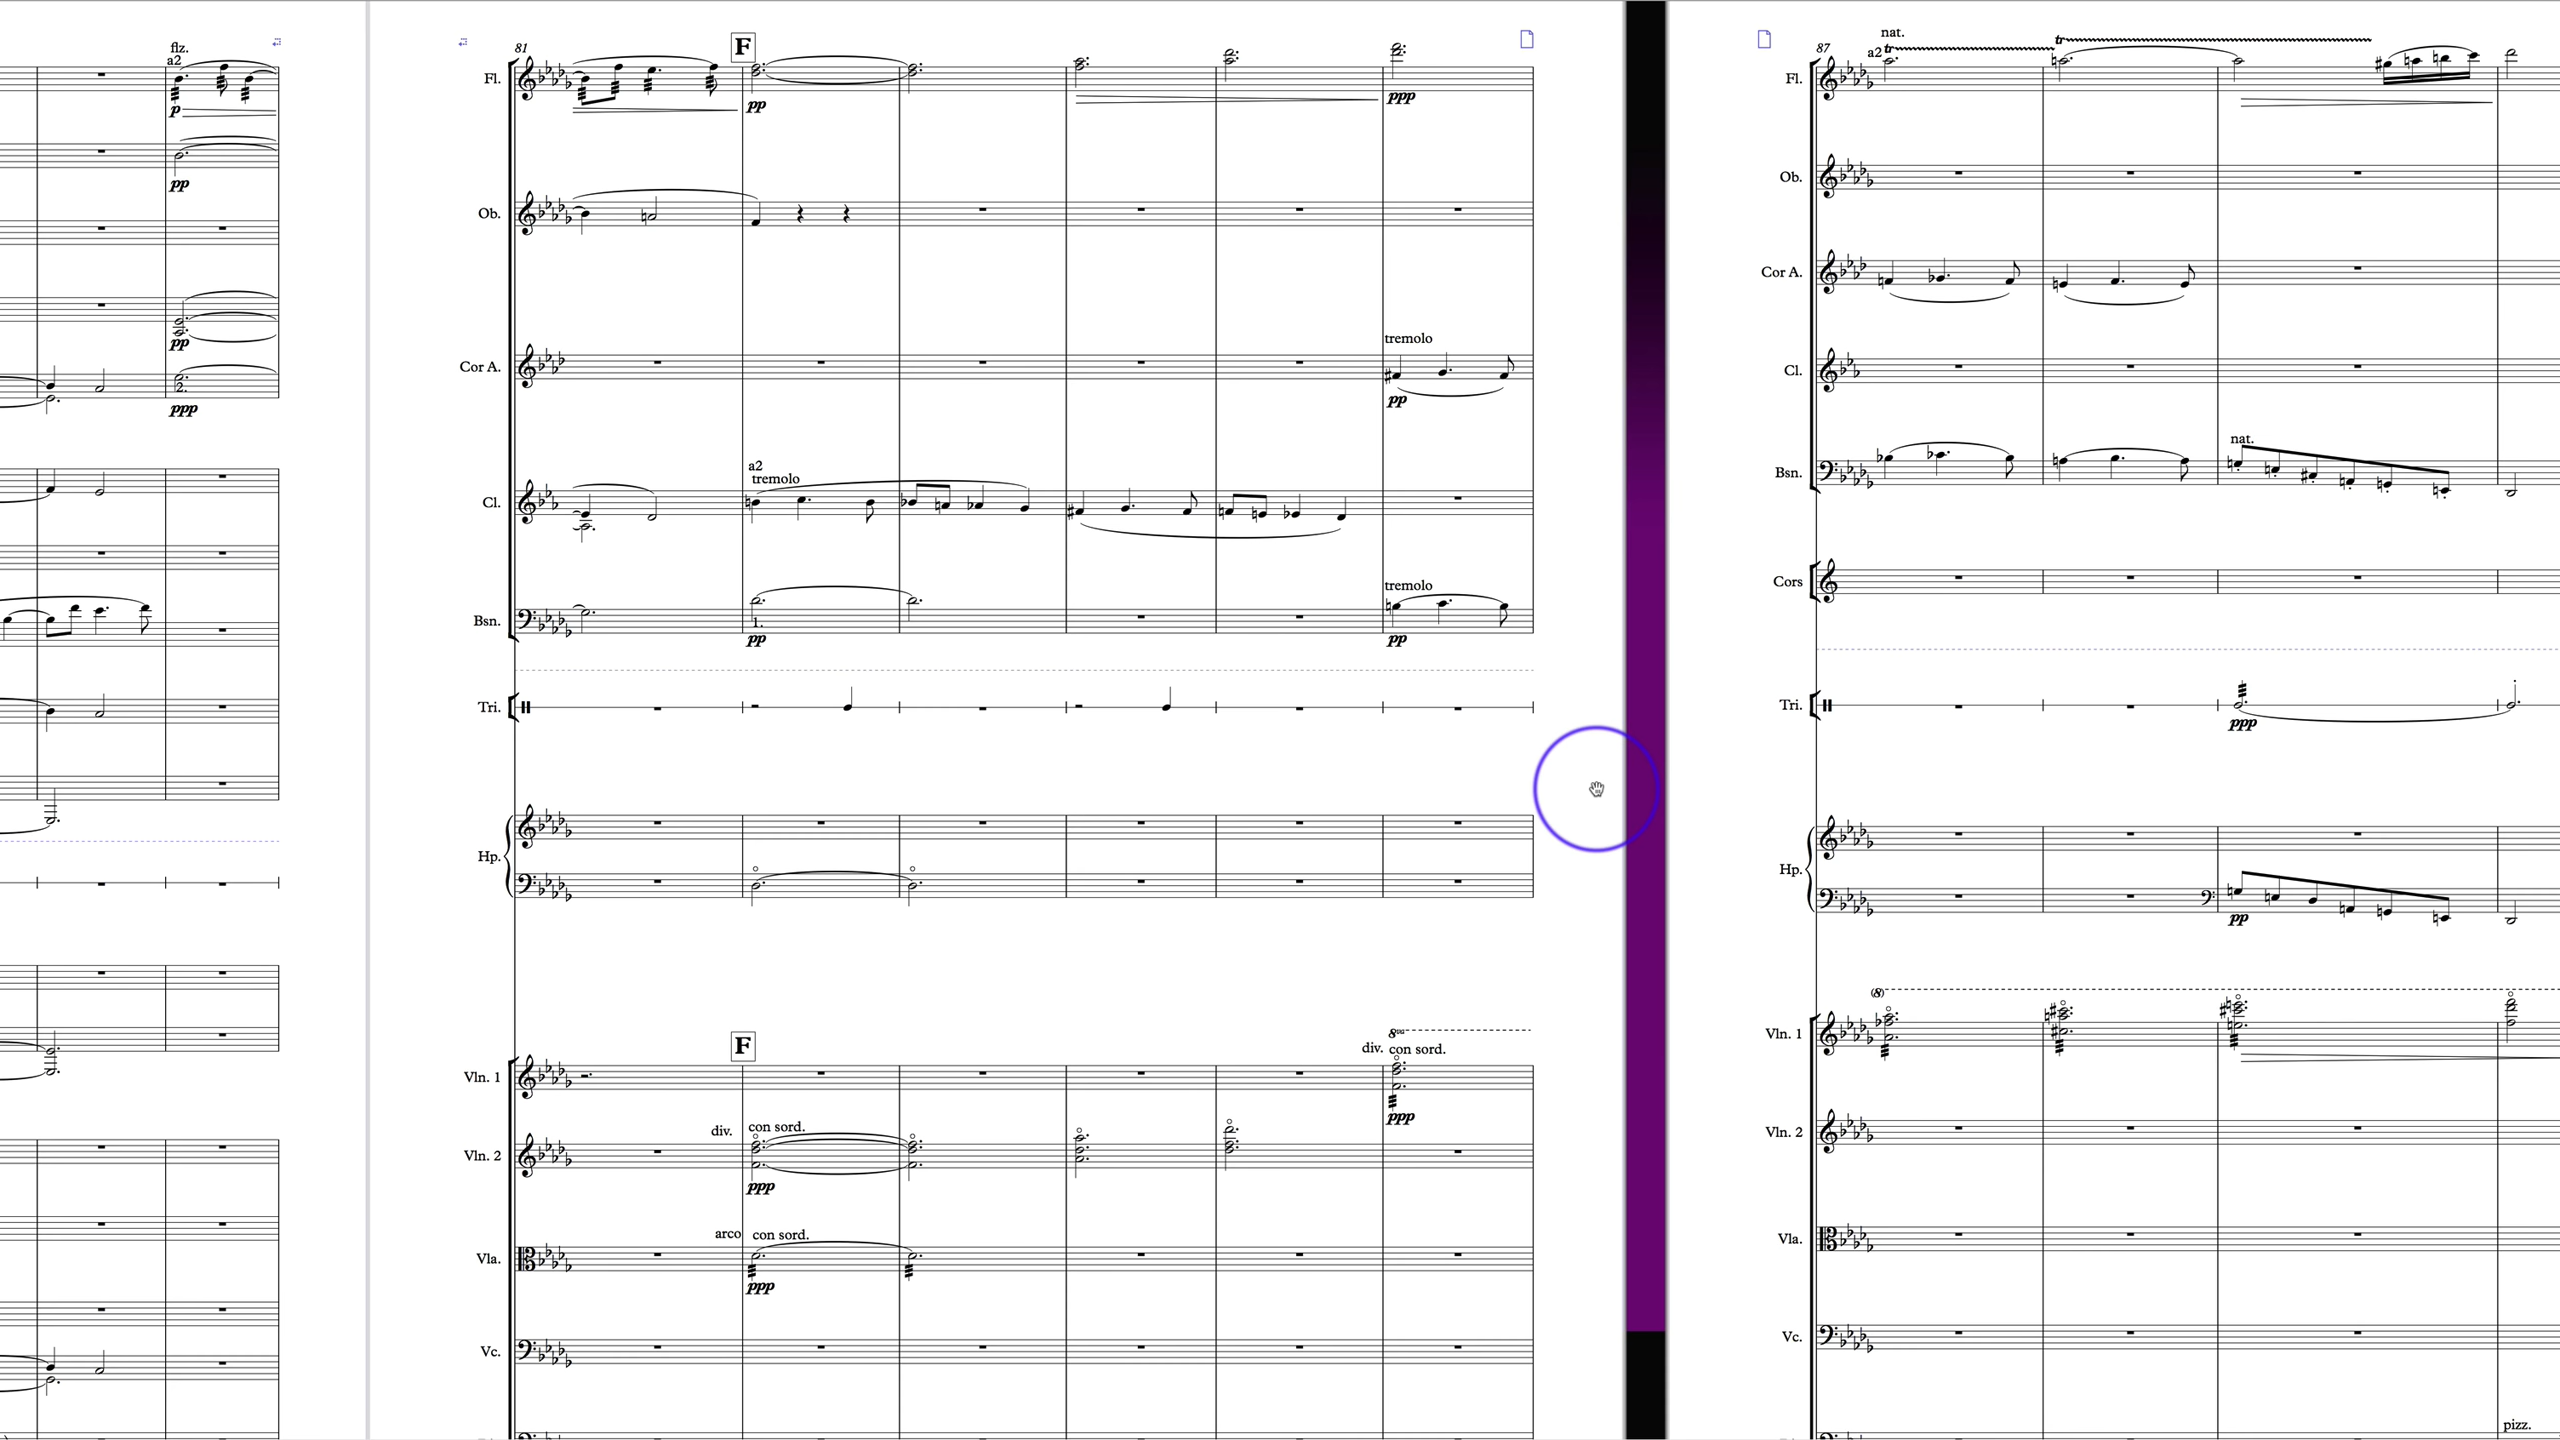 flz.
a2
p
pp
pp
2.
ppp
81
F
Fl.
pp
ppp
Ob.
Cor A.
tremolo
pp
a2
tremolo
Cl.
tremolo
Bsn.
1.
pp
pp
Tri.
Hp.
F
8va
div. con sord.
Vln. 1
ppp
div. con sord.
Vln. 2
ppp
arco con sord.
Vla.
ppp
Vc.
87
nat.
a2 tr
tr
Fl.
Ob.
Cor A.
Cl.
nat.
Bsn.
Cors
Tri.
ppp
Hp.
pp
(8)
Vln. 1
Vln. 2
Vla.
Vc.
pizz.